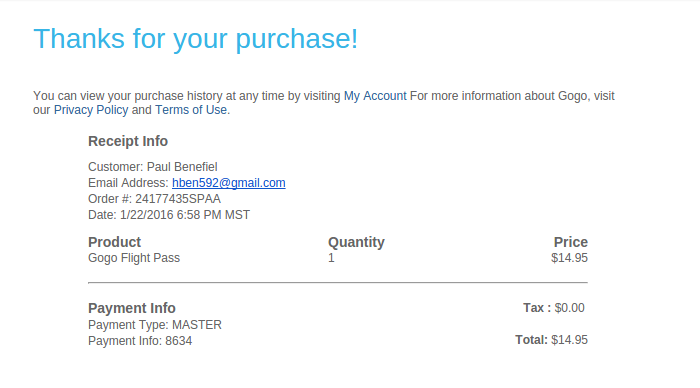 Thanks for your purchase!
You can view your purchase history at any time by visiting My Account For more information about Gogo, visit
our Privacy Policy and Terms of Use.
Receipt Info
Customer: Paul Benefiel
Email Address: hben592@gmail.com
Order #: 24177435SPAA
Date: 1/22/2016 6:58 PM MST
Product Quantity Price
Gogo Flight Pass 1 $14.95
Payment Info Tax : $0.00
Payment Type: MASTER
Payment Info: 8634 Total: $14.95